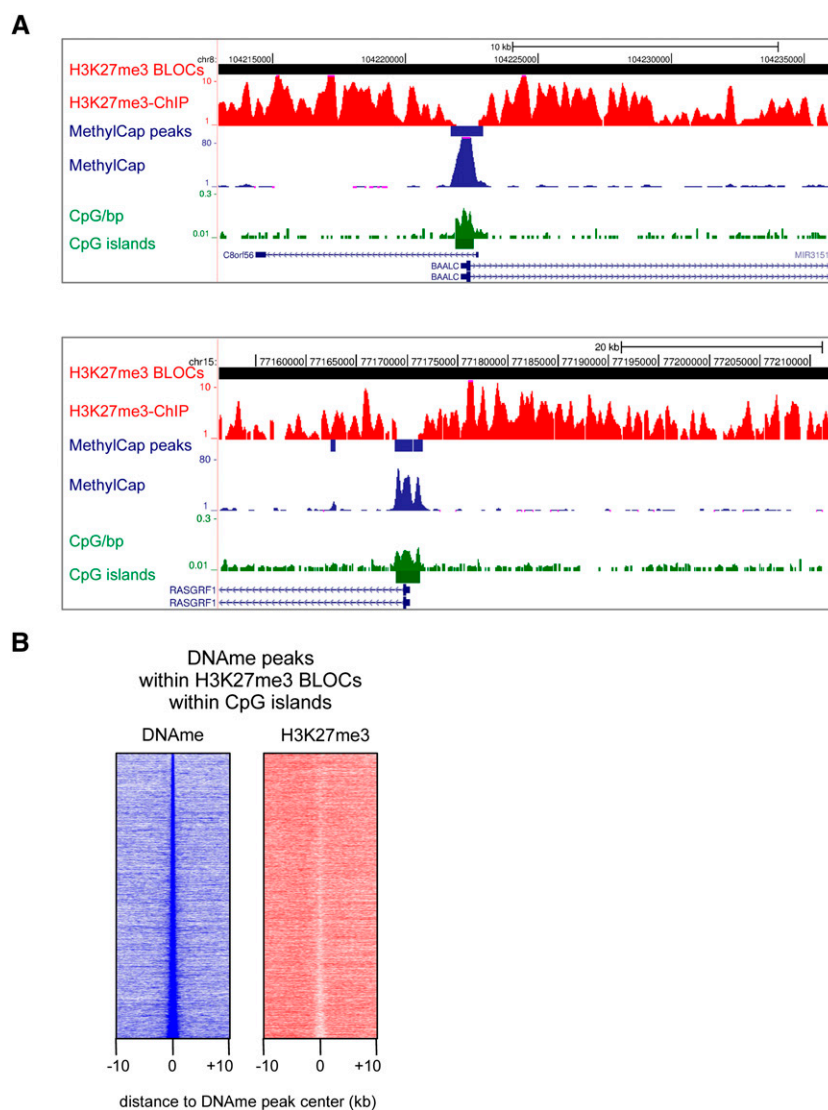 A
10 kb
chr8: 104215000 104220000 104225000 104230000 104235000
H3K27me3 BLOCs
10
H3K27me3-ChIP
1
MethylCap peaks
80
MethylCap
1
0.3
CpG/bp
0.01
CpG islands
C8orf56
BAALC MIR3151
BAALC
20 kb
chr15: 77160000 77165000 77170000 77175000 77180000 77185000 77190000 77195000 77200000 77205000 77210000
H3K27me3 BLOCs
10
H3K27me3-ChIP
1
MethylCap peaks
80
MethylCap
1
0.3
CpG/bp
0.01
CpG islands
RASGRF1
RASGRF1
B
DNAme peaks
within H3K27me3 BLOCs
within CpG islands
DNAme H3K27me3
-10 0 +10 -10 0 +10
distance to DNAme peak center (kb)